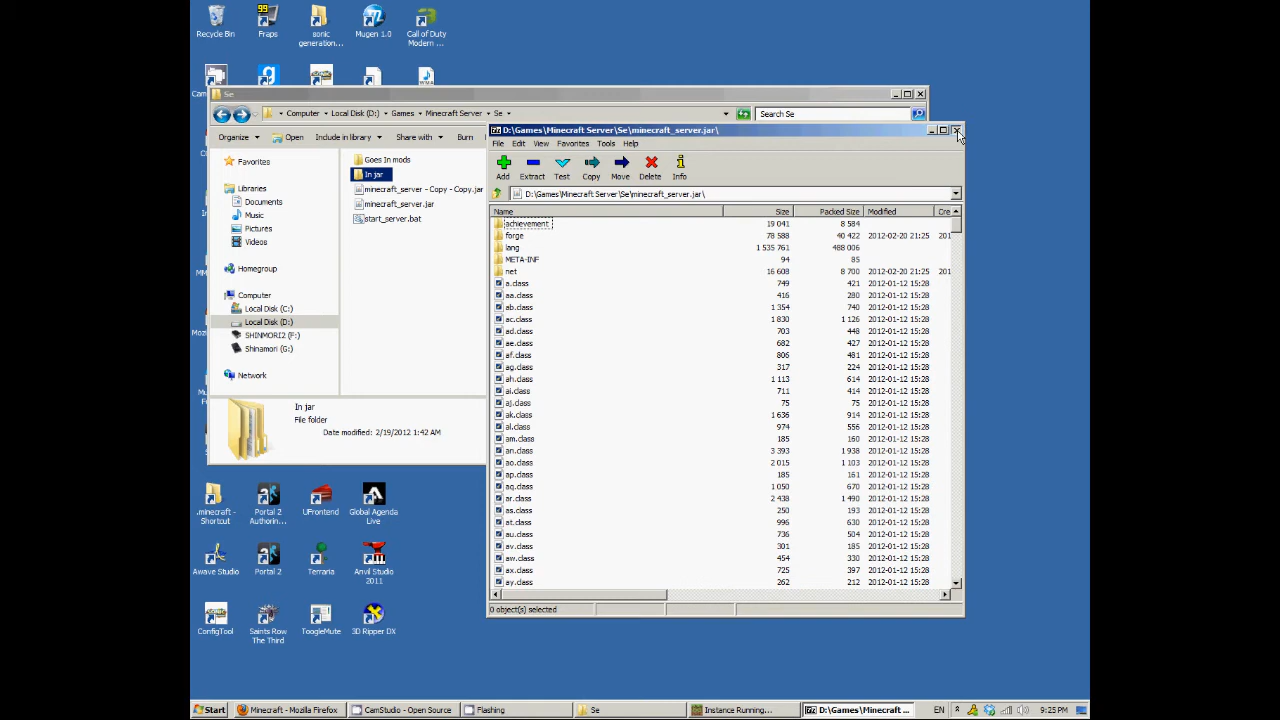 Recycle Bin
99
Fraps
sonic generation...
Mugen 1.0
Call of Duty Modern ...
Se
Computer
Local Disk (D:)
Games
Minecraft Server
Se
Search Se
Organize
Open
Include in library
Share with
Burn
Favorites
Libraries
Documents
Music
Pictures
Videos
Homegroup
Computer
Local Disk (C:)
Local Disk (D:)
SHINMORI2 (F:)
Shinamori (G:)
Network
Goes In mods
In jar
minecraft_server - Copy - Copy.jar
minecraft_server.jar
start_server.bat
In jar
File folder
Date modified: 2/19/2012 1:42 AM
D:\Games\Minecraft Server\Se\minecraft_server.jar\
File Edit View Favorites Tools Help
Add Extract Test Copy Move Delete Info
D:\Games\Minecraft Server\Se\minecraft_server.jar\
Name Size Packed Size Modified Cre
achievement 19 041 8 584
forge 78 588 40 422 2012-02-20 21:25 201
lang 1 535 761 488 006
META-INF 94 85
net 16 608 8 700 2012-02-20 21:25 201
a.class 749 421 2012-01-12 15:28
aa.class 416 280 2012-01-12 15:28
ab.class 1 354 740 2012-01-12 15:28
ac.class 1 830 1 126 2012-01-12 15:28
ad.class 703 448 2012-01-12 15:28
ae.class 682 427 2012-01-12 15:28
af.class 806 481 2012-01-12 15:28
ag.class 317 224 2012-01-12 15:28
ah.class 1 113 614 2012-01-12 15:28
ai.class 711 414 2012-01-12 15:28
aj.class 75 75 2012-01-12 15:28
ak.class 1 636 914 2012-01-12 15:28
al.class 974 556 2012-01-12 15:28
am.class 185 160 2012-01-12 15:28
an.class 3 393 1 938 2012-01-12 15:28
ao.class 2 015 1 103 2012-01-12 15:28
ap.class 185 161 2012-01-12 15:28
aq.class 1 050 670 2012-01-12 15:28
ar.class 2 438 1 490 2012-01-12 15:28
as.class 250 193 2012-01-12 15:28
at.class 996 630 2012-01-12 15:28
au.class 736 504 2012-01-12 15:28
av.class 301 185 2012-01-12 15:28
aw.class 454 330 2012-01-12 15:28
ax.class 725 397 2012-01-12 15:28
ay.class 262 212 2012-01-12 15:28
0 object(s) selected
.minecraft - Shortcut
Portal 2 Authorin...
UFrontend
Global Agenda Live
Awave Studio
Portal 2
Terraria
Anvil Studio 2011
ConfigTool
Saints Row The Third
ToogleMute
3D Ripper DX
Start
Minecraft - Mozilla Firefox
CamStudio - Open Source
Flashing
Se
Instance Running...
D:\Games\Minecraft ...
EN
9:25 PM